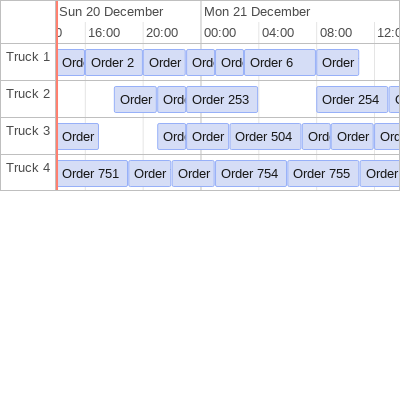 Sun 20 December Mon 21 December
16:00 20:00 00:00 04:00 08:00 12:0
Truck 1 Ord Order 2 Order Ord Ord Order 6 Order
Truck 2 Order Ord Order 253 Order 254
Truck 3 Order Ord Order Order 504 Ord Order Ord
Truck 4 Order 751 Order Order Order 754 Order 755 Order